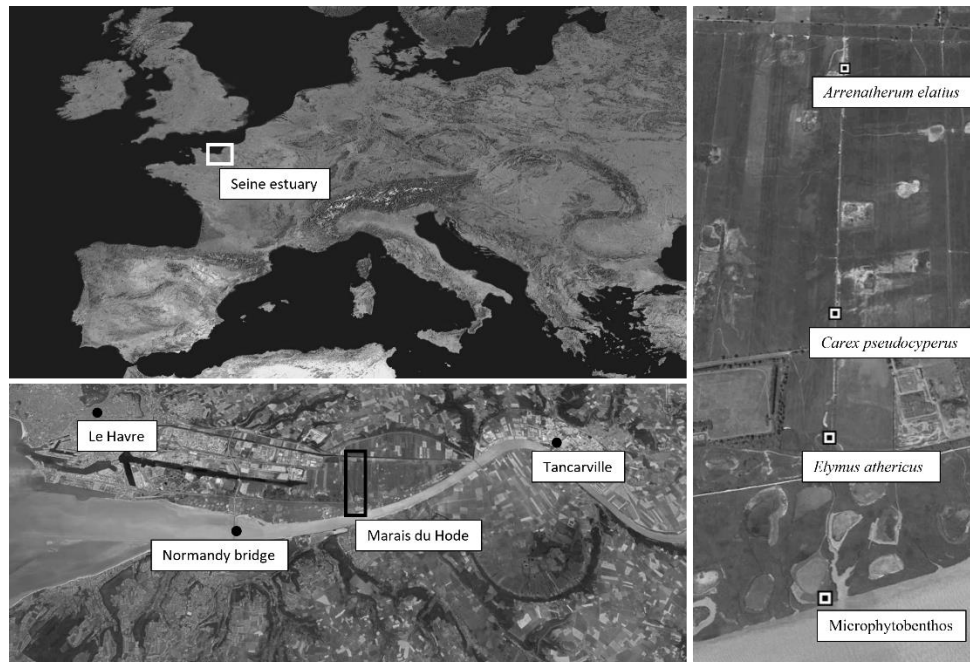 Seine estuary
Le Havre
Tancarville
Marais du Hode
Normandy bridge
Arrenatherum elatius
Carex pseudocyperus
Elymus athericus
Microphytobenthos